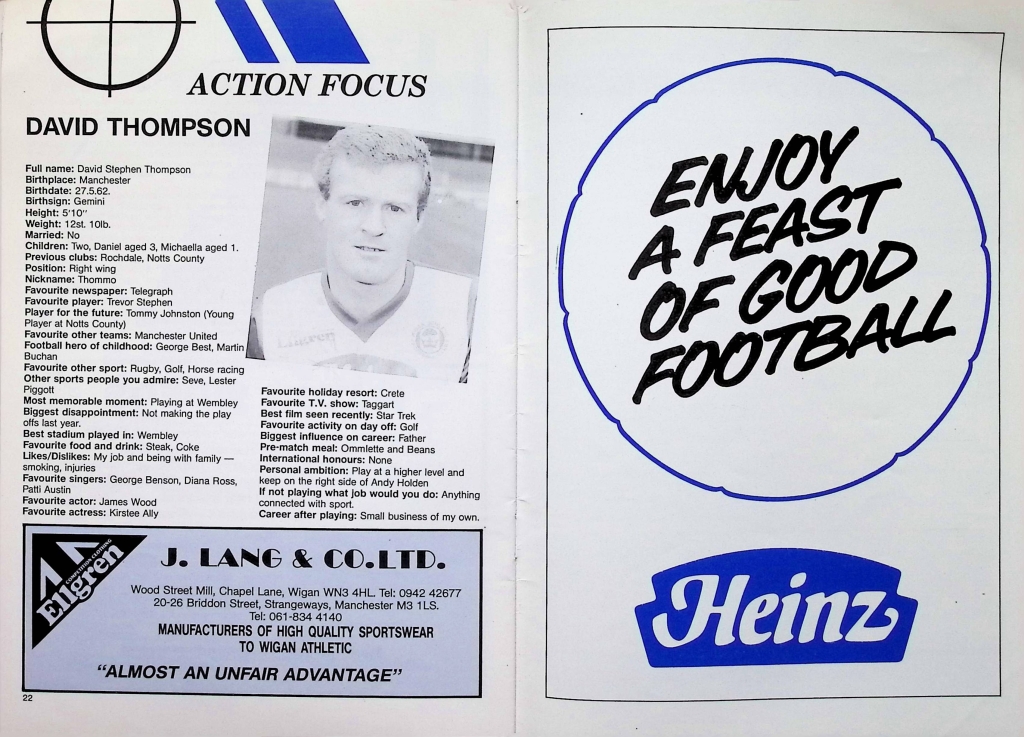 ACTION FOCUS
DAVID THOMPSON
Full name: David Stephen Thompson
Birthplace: Manchester
Birthdate: 27.5.62.
Birthsign: Gemini
Height: 5'10"
Weight: 12st. 10lb.
Married: No
Children: Two, Daniel aged 3, Michaella aged 1.
Previous clubs: Rochdale, Notts County
Position: Right wing
Nickname: Thommo
Favourite newspaper: Telegraph
Favourite player: Trevor Stephen
Player for the future: Tommy Johnston (Young
Player at Notts County)
Favourite other teams: Manchester United
Football hero of childhood: George Best, Martin
Buchan
Favourite other sport: Rugby, Golf, Horse racing
Other sports people you admire: Seve, Lester
Piggott
Most memorable moment: Playing at Wembley
Biggest disappointment: Not making the play
offs last year.
Best stadium played in: Wembley
Favourite food and drink: Steak, Coke
Likes/Dislikes: My job and being with family —
smoking, injuries
Favourite singers: George Benson, Diana Ross,
Patti Austin
Favourite actor: James Wood
Favourite actress: Kirstee Ally
Favourite holiday resort: Crete
Favourite T.V. show: Taggart
Best film seen recently: Star Trek
Favourite activity on day off: Golf
Biggest influence on career: Father
Pre-match meal: Ommlette and Beans
International honours: None
Personal ambition: Play at a higher level and
keep on the right side of Andy Holden
If not playing what job would you do: Anything
connected with sport.
Career after playing: Small business of my own.
Ellgren
COMPETITION CLOTHING
J. LANG & CO.LTD.
Wood Street Mill, Chapel Lane, Wigan WN3 4HL. Tel: 0942 42677
20-26 Briddon Street, Strangeways, Manchester M3 1LS.
Tel: 061-834 4140
MANUFACTURERS OF HIGH QUALITY SPORTSWEAR
TO WIGAN ATHLETIC
"ALMOST AN UNFAIR ADVANTAGE"
22
ENJOY
A FEAST
OF GOOD
FOOTBALL
Heinz